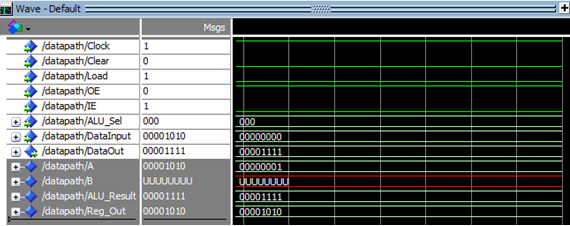 Wave - Default
Msgs
/datapath/Clock 1
/datapath/Clear 0
/datapath/Load 1
/datapath/OE 0
/datapath/IE 1
/datapath/ALU_Sel 000 000
/datapath/DataInput 00001010 00000000
/datapath/DataOut 00001111 00001111
/datapath/A 00001010 00000001
/datapath/B UUUUUUUU UUUUUUUU
/datapath/ALU_Result 00001111 00001111
/datapath/Reg_Out 00001010 00001010